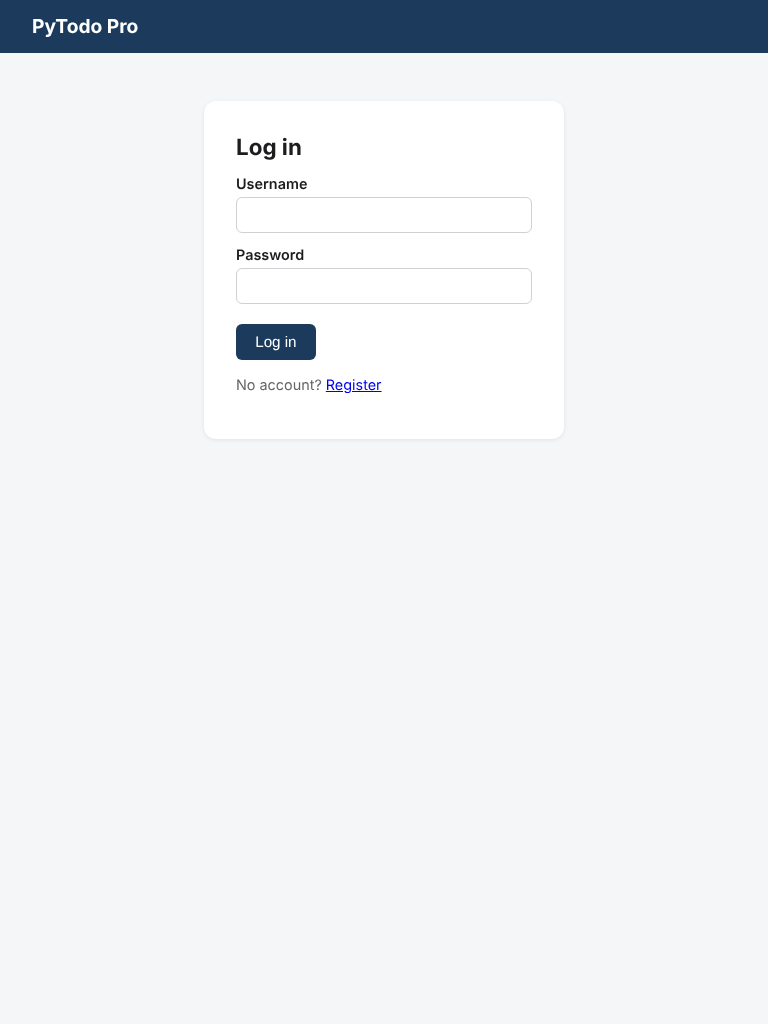 PyTodo Pro
Log in
Username
Password
Log in
No account? Register